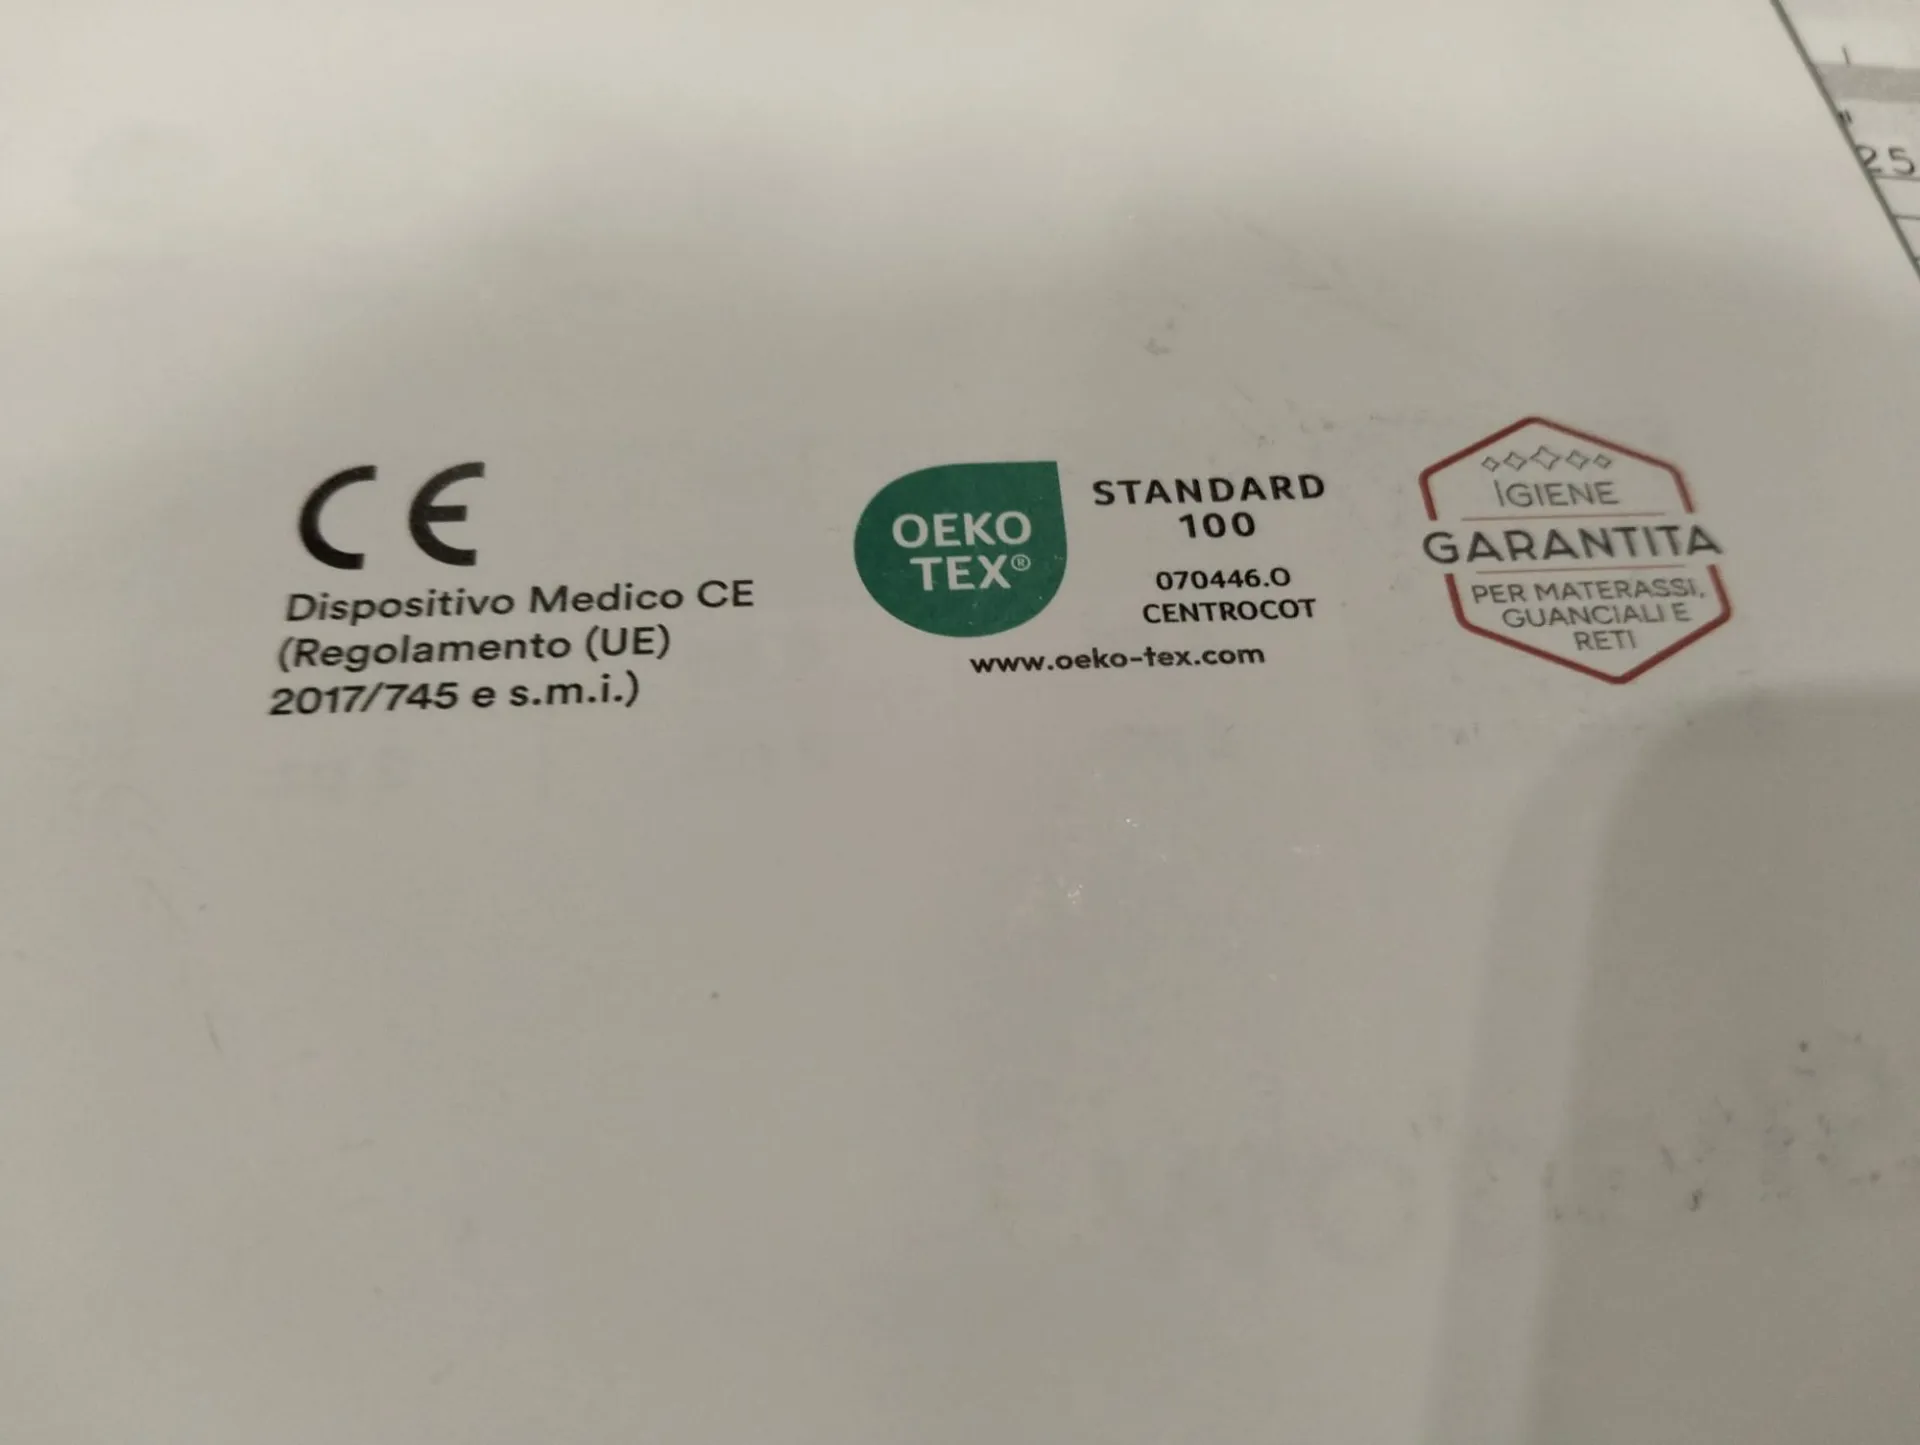 CE
Dispositivo Medico CE
(Regolamento (UE)
2017/745 e s.m.i.)
OEKO
TEX®
STANDARD
100
070446.O
CENTROCOT
www.oeko-tex.com
IGIENE
GARANTITA
PER MATERASSI,
GUANCIALI E
RETI
25